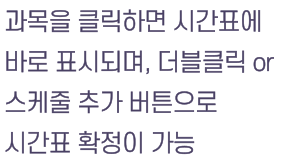 과목을 클릭하면 시간표에
바로 표시되며, 더블클릭 or
스케줄 추가 버튼으로
시간표 확정이 가능